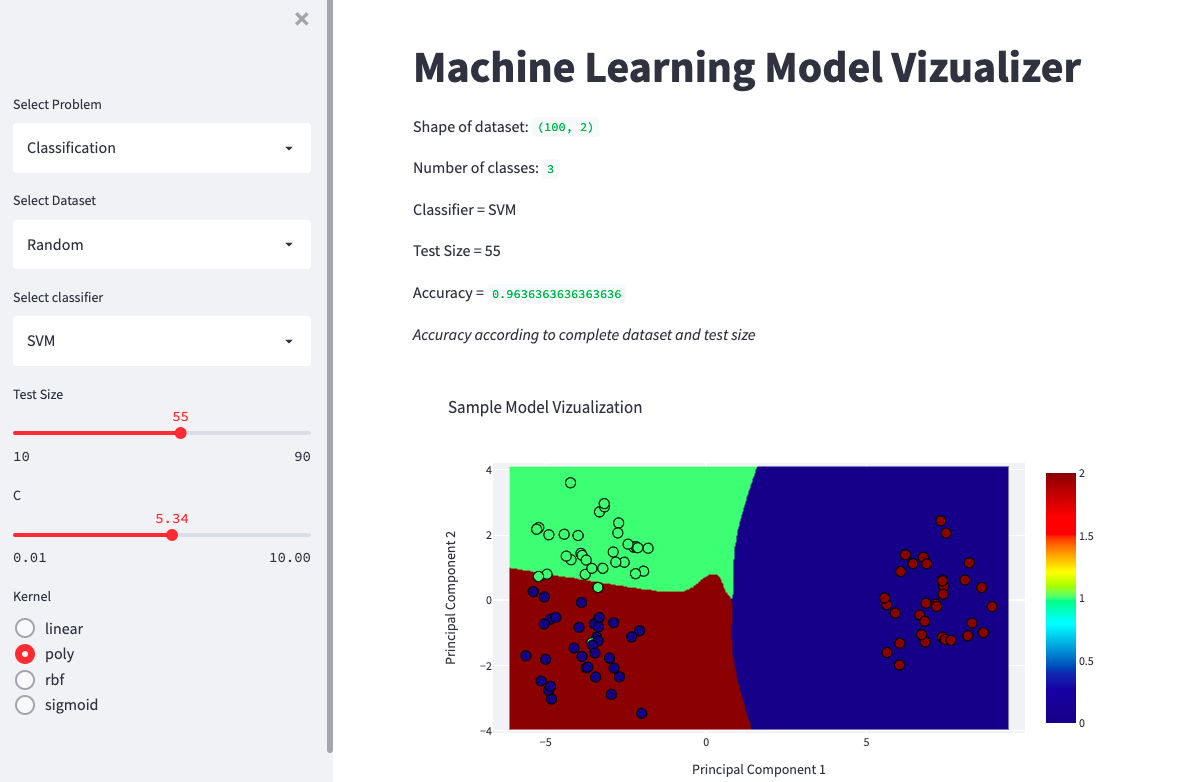 ×
Select Problem
Classification
Select Dataset
Random
Select classifier
SVM
Test Size
55
10 90
C
5.34
0.01 10.00
Kernel
linear
poly
rbf
sigmoid
Machine Learning Model Vizualizer
Shape of dataset: (100, 2)
Number of classes: 3
Classifier = SVM
Test Size = 55
Accuracy = 0.9636363636363636
Accuracy according to complete dataset and test size
Sample Model Vizualization
Principal Component 2
4
2
0
−2
−4
−5 0 5
Principal Component 1
2
1.5
1
0.5
0